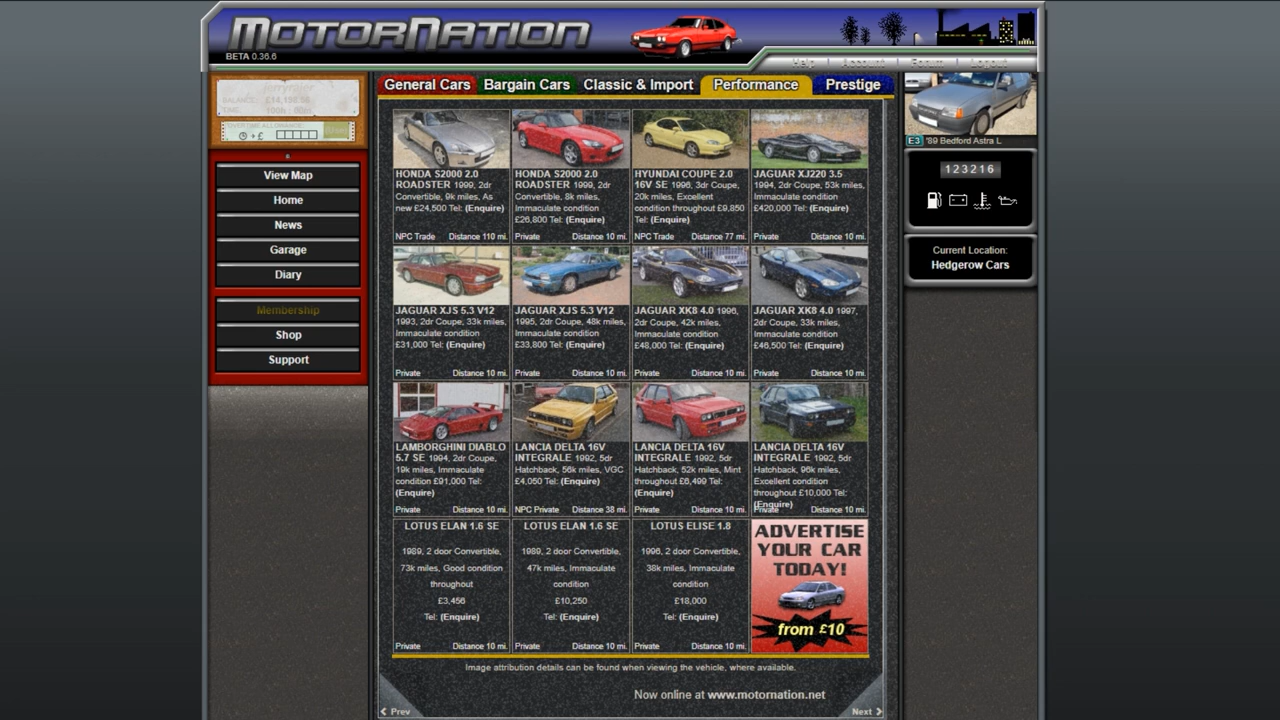 MOTORNATION
BETA 0.36.6
Help Account Forum Logout
General Cars Bargain Cars Classic & Import Performance Prestige
View Map
Home
News
Garage
Diary
Membership
Shop
Support
HONDA S2000 2.0
ROADSTER 1999, 2dr
Convertible, 9k miles, As
new £24,500 Tel: (Enquire)
NPC Trade Distance 110 mi.
HONDA S2000 2.0
ROADSTER 1999, 2dr
Convertible, 8k miles,
Immaculate condition
£26,800 Tel: (Enquire)
Private Distance 10 mi.
HYUNDAI COUPE 2.0
16V SE 1996, 3dr Coupe,
20k miles, Excellent
condition throughout £9,850
Tel: (Enquire)
NPC Trade Distance 77 mi.
JAGUAR XJ220 3.5
1994, 2dr Coupe, 53k miles,
Immaculate condition
£420,000 Tel: (Enquire)
Private Distance 10 mi.
JAGUAR XJS 5.3 V12
1993, 2dr Coupe, 33k miles,
Immaculate condition
£31,000 Tel: (Enquire)
Private Distance 10 mi.
JAGUAR XJS 5.3 V12
1995, 2dr Coupe, 48k miles,
Immaculate condition
£33,800 Tel: (Enquire)
Private Distance 10 mi.
JAGUAR XK8 4.0 1996,
2dr Coupe, 42k miles,
Immaculate condition
£48,000 Tel: (Enquire)
Private Distance 10 mi.
JAGUAR XK8 4.0 1997,
2dr Coupe, 33k miles,
Immaculate condition
£46,500 Tel: (Enquire)
Private Distance 10 mi.
LAMBORGHINI DIABLO
5.7 SE 1994, 2dr Coupe,
19k miles, Immaculate
condition £91,000 Tel:
(Enquire)
Private Distance 10 mi.
LANCIA DELTA 16V
INTEGRALE 1992, 5dr
Hatchback, 56k miles, VGC
£4,050 Tel: (Enquire)
NPC Private Distance 38 mi.
LANCIA DELTA 16V
INTEGRALE 1992, 5dr
Hatchback, 52k miles, Mint
throughout £6,499 Tel:
(Enquire)
Private Distance 10 mi.
LANCIA DELTA 16V
INTEGRALE 1992, 5dr
Hatchback, 96k miles,
Excellent condition
throughout £10,000 Tel:
(Enquire)
Private Distance 10 mi.
LOTUS ELAN 1.6 SE
1989, 2 door Convertible,
73k miles, Good condition
throughout
£3,456
Tel: (Enquire)
Private Distance 10 mi.
LOTUS ELAN 1.6 SE
1989, 2 door Convertible,
47k miles, Immaculate
condition
£10,250
Tel: (Enquire)
Private Distance 10 mi.
LOTUS ELISE 1.8
1996, 2 door Convertible,
38k miles, Immaculate
condition
£18,000
Tel: (Enquire)
Private Distance 10 mi.
ADVERTISE
YOUR CAR
TODAY!
from £10
Image attribution details can be found when viewing the vehicle, where available.
Now online at www.motornation.net
Prev Next
E3 '89 Bedford Astra L
123216
Current Location:
Hedgerow Cars